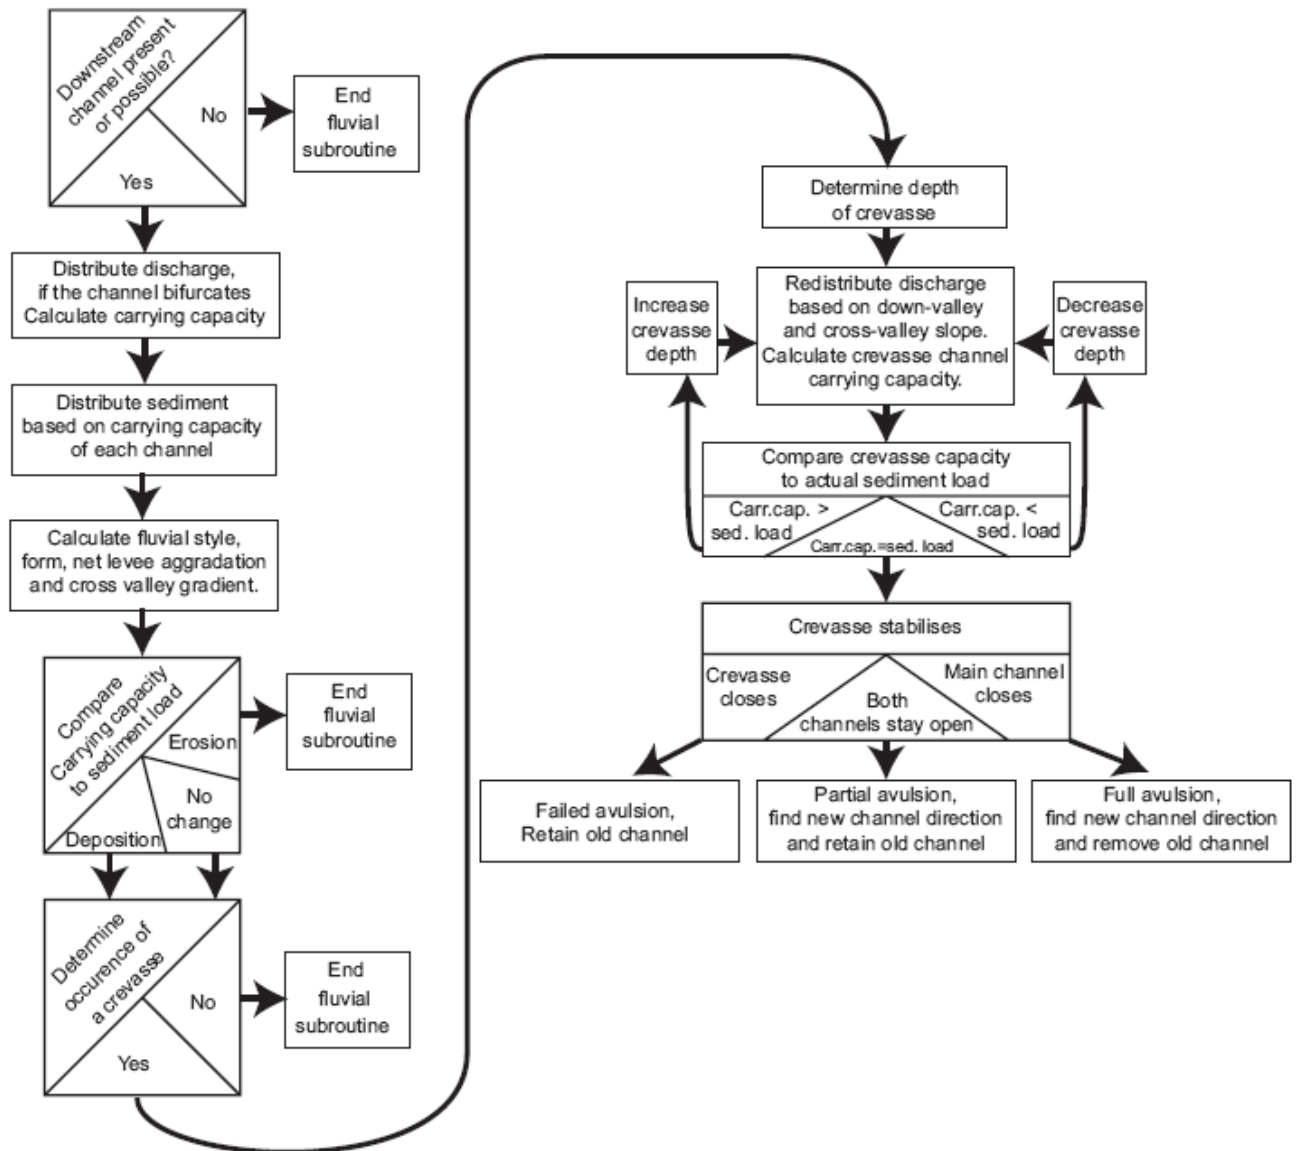 Downstream
channel present
or possible?
No
Yes
End
fluvial
subroutine
Distribute discharge,
if the channel bifurcates
Calculate carrying capacity
Distribute sediment
based on carrying capacity
of each channel
Calculate fluvial style,
form, net levee aggradation
and cross valley gradient.
Compare
Carrying capacity
to sediment load
Erosion
No
change
Deposition
End
fluvial
subroutine
Determine
occurence of
a crevasse
No
Yes
End
fluvial
subroutine
Determine depth
of crevasse
Increase
crevasse
depth
Redistribute discharge
based on down-valley
and cross-valley slope.
Calculate crevasse channel
carrying capacity.
Decrease
crevasse
depth
Compare crevasse capacity
to actual sediment load
Carr.cap. >
sed. load
Carr.cap.=sed. load
Carr.cap. <
sed. load
Crevasse stabilises
Crevasse
closes
Both
channels stay open
Main channel
closes
Failed avulsion,
Retain old channel
Partial avulsion,
find new channel direction
and retain old channel
Full avulsion,
find new channel direction
and remove old channel